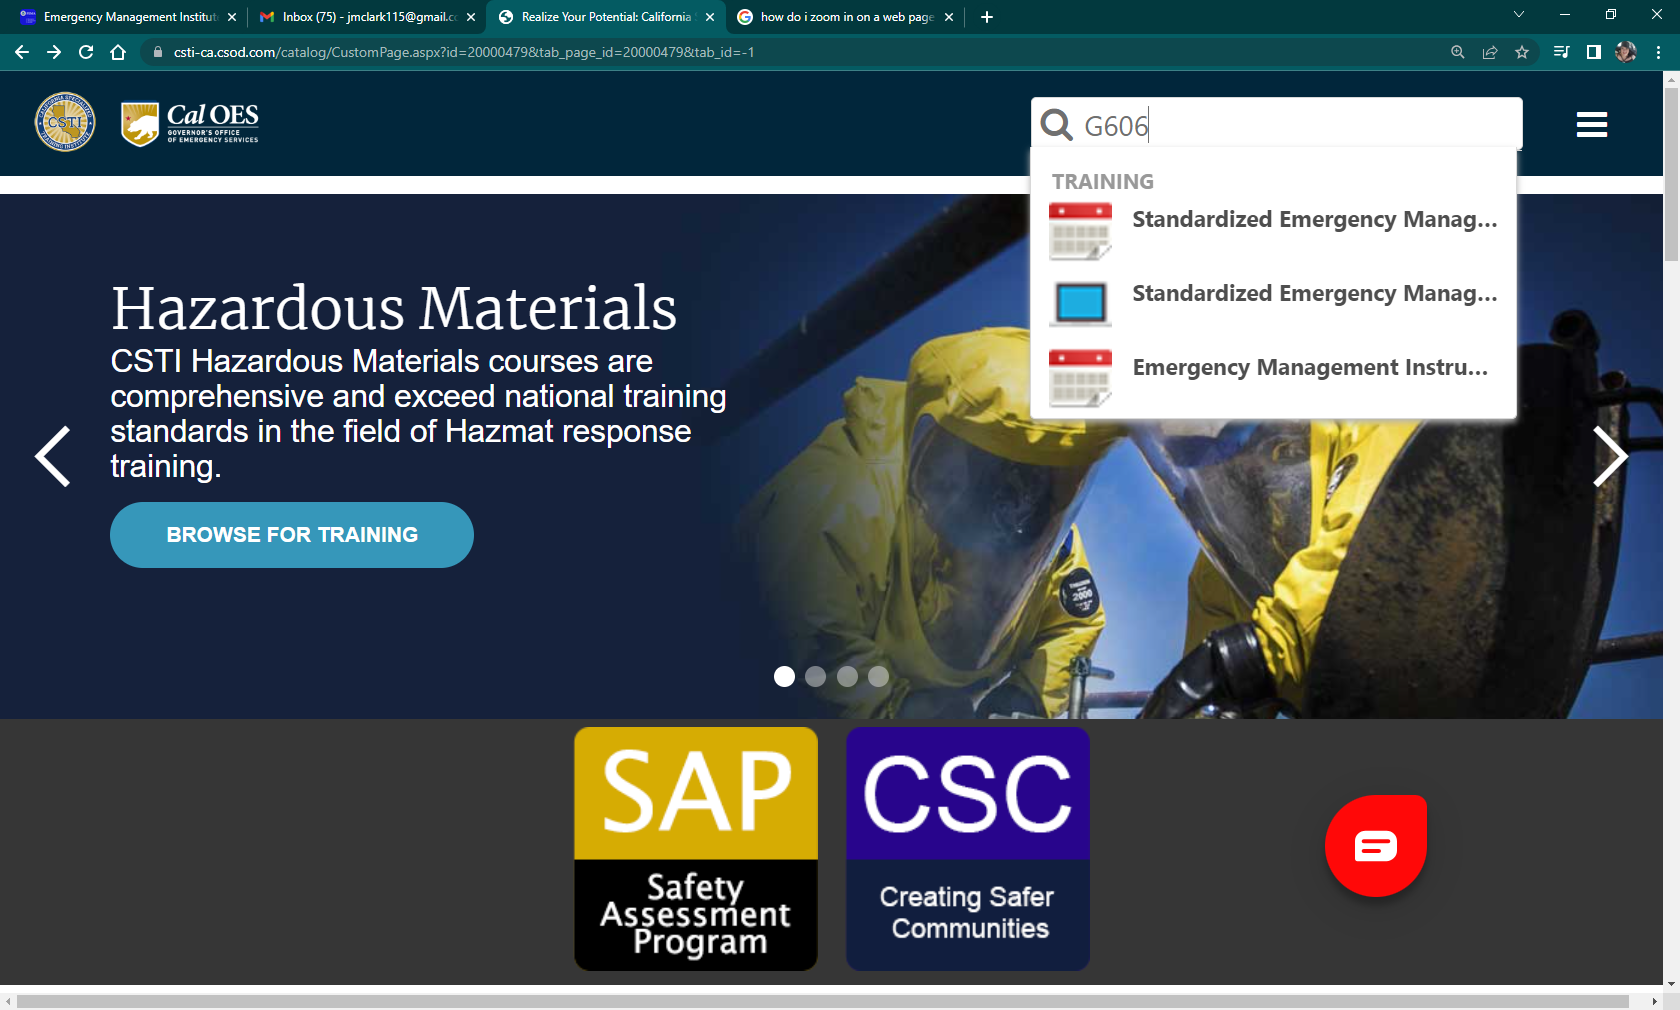 Emergency Management Institut
Inbox (75) - jmclark115@gmail.co
Realize Your Potential: California S
how do i zoom in on a web page
csti-ca.csod.com/catalog/CustomPage.aspx?id=20000479&tab_page_id=20000479&tab_id=-1
CSTI
Cal OES
GOVERNOR'S OFFICE
OF EMERGENCY SERVICES
G606
TRAINING
Standardized Emergency Manag...
Standardized Emergency Manag...
Emergency Management Instru...
Hazardous Materials
CSTI Hazardous Materials courses are
comprehensive and exceed national training
standards in the field of Hazmat response
training.
BROWSE FOR TRAINING
SAP
Safety
Assessment
Program
CSC
Creating Safer
Communities